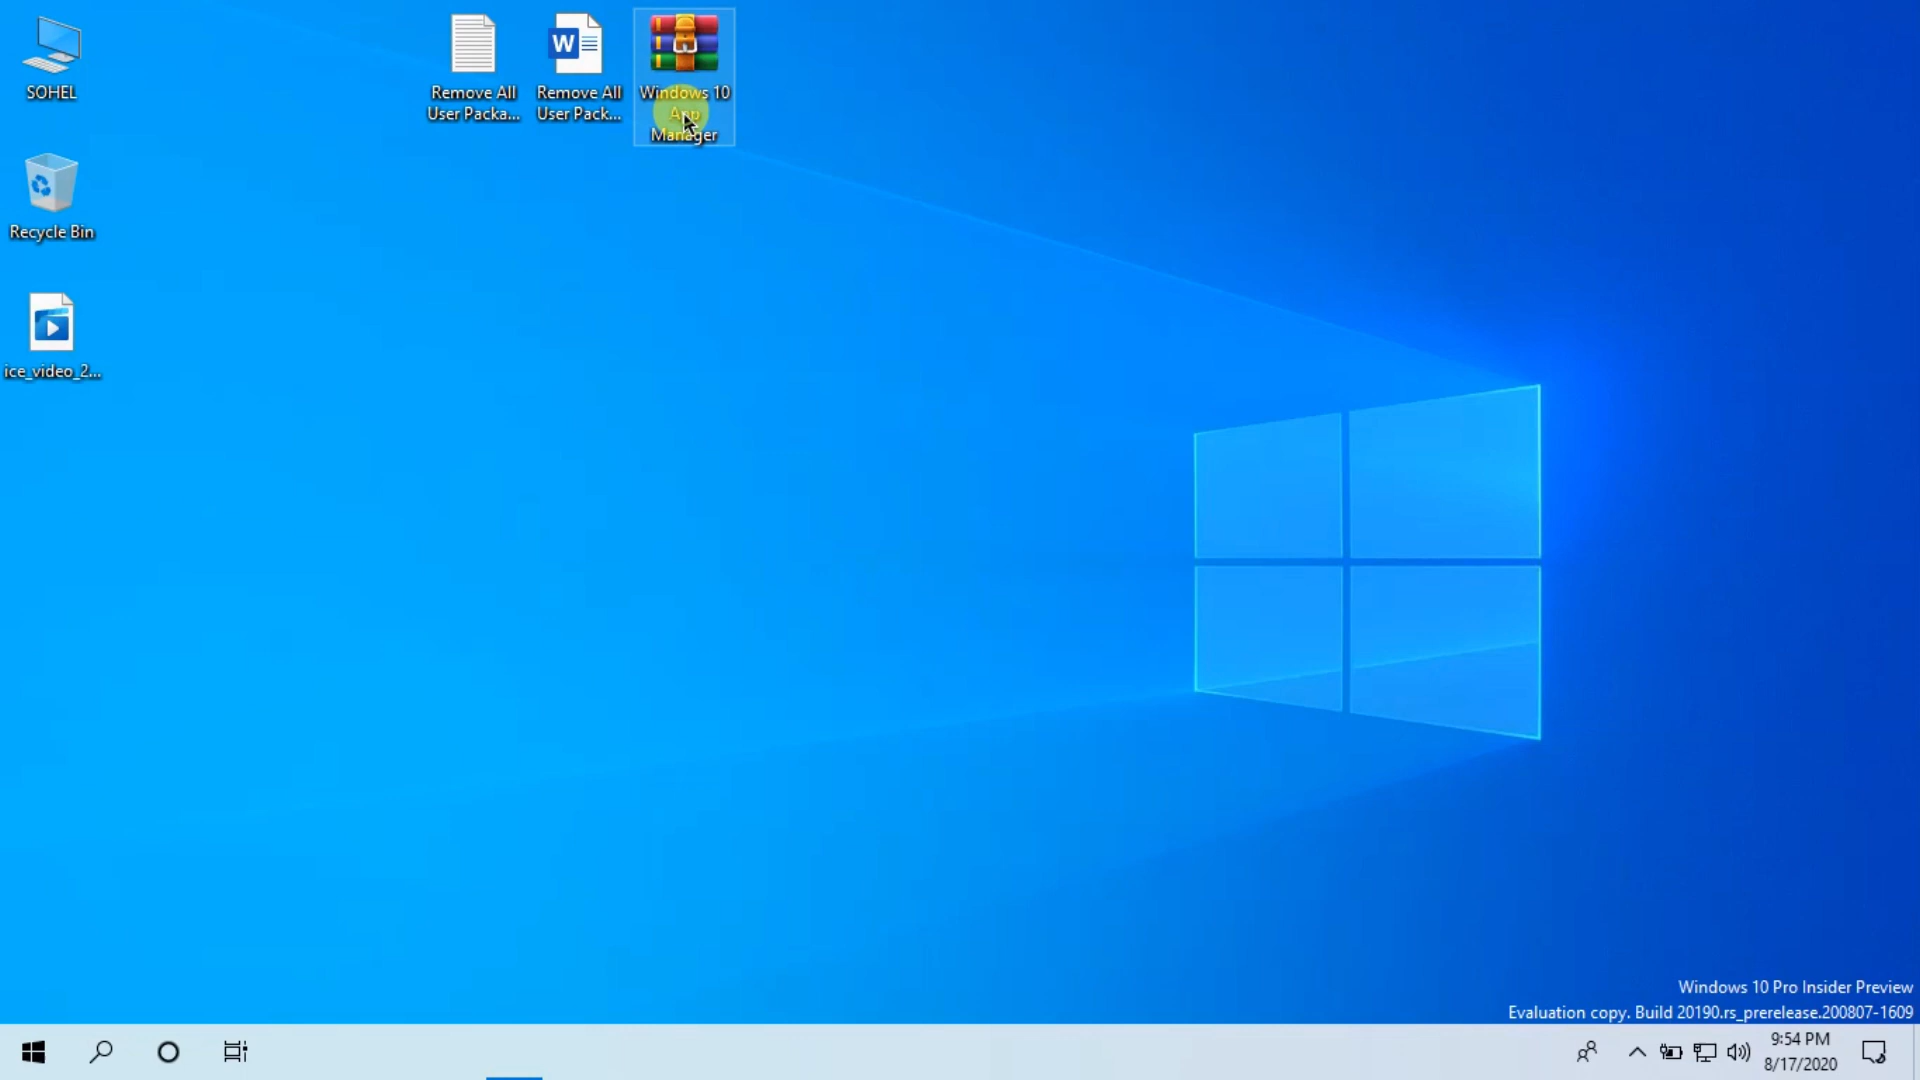 SOHEL
Recycle Bin
ice_video_2...
Remove All
User Packa...
Remove All
User Pack...
W
Windows 10
App
Manager
Windows 10 Pro Insider Preview
Evaluation copy. Build 20190.rs_prerelease.200807-1609
9:54 PM
8/17/2020